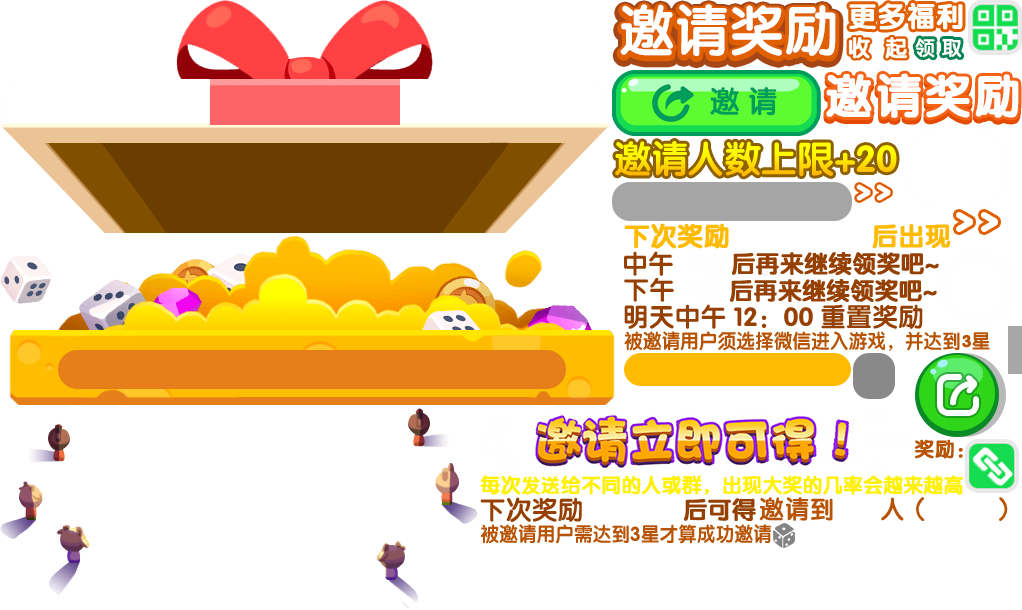 邀请奖励
更多福利
收 起 领取
邀请
邀请奖励
邀请人数上限+20
下次奖励 后出现
中午 后再来继续领奖吧~
下午 后再来继续领奖吧~
明天中午 12：00 重置奖励
被邀请用户须选择微信进入游戏，并达到3星
奖励：
邀请立即可得！
每次发送给不同的人或群，出现大奖的几率会越来越高
下次奖励 后可得 邀请到 人（ ）
被邀请用户需达到3星才算成功邀请